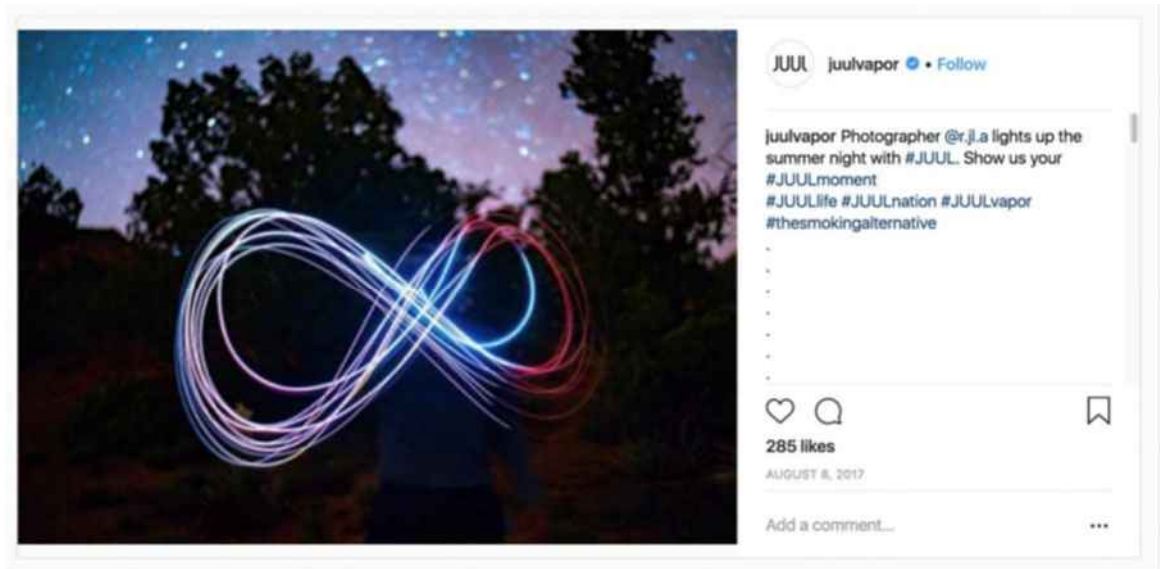 JUUL juulvapor • Follow
juulvapor Photographer @r.jl.a lights up the
summer night with #JUUL. Show us your
#JUULmoment
#JUULlife #JUULnation #JUULvapor
#thesmokingalternative
.
.
.
.
.
.
.
285 likes
AUGUST 8, 2017
Add a comment...